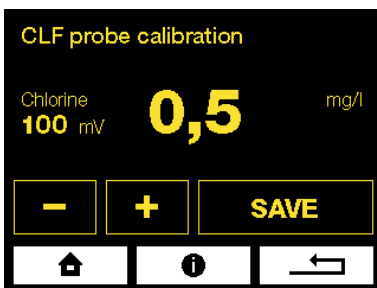 CLF probe calibration
Chlorine
100 mV
0,5
mg/l
− +
SAVE